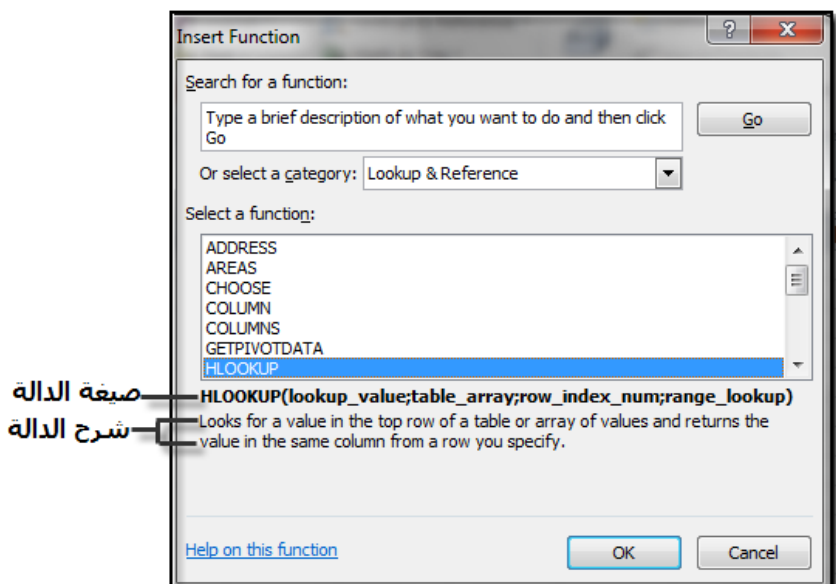 Insert Function
Search for a function:
Type a brief description of what you want to do and then click
Go
Go
Or select a category: Lookup & Reference
Select a function:
ADDRESS
AREAS
CHOOSE
COLUMN
COLUMNS
GETPIVOTDATA
HLOOKUP
صيغة الدالة
HLOOKUP(lookup_value;table_array;row_index_num;range_lookup)
شرح الدالة
Looks for a value in the top row of a table or array of values and returns the
value in the same column from a row you specify.
Help on this function
OK
Cancel